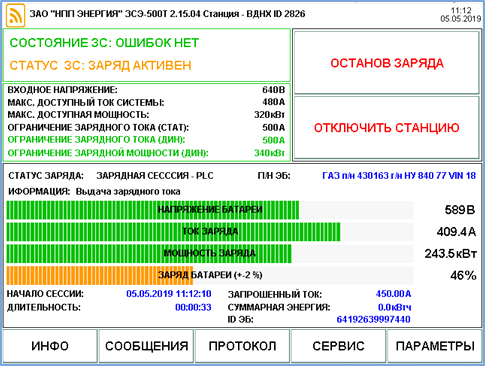 ЗАО "НПП ЭНЕРГИЯ" ЗСЭ-500Т 2.15.04 Станция - ВДНХ ID 2826
11:12
05.05.2019
СОСТОЯНИЕ ЗС: ОШИБОК НЕТ
СТАТУС ЗС: ЗАРЯД АКТИВЕН
ОСТАНОВ ЗАРЯДА
ВХОДНОЕ НАПРЯЖЕНИЕ: 640В
МАКС. ДОСТУПНЫЙ ТОК СИСТЕМЫ: 480А
МАКС. ДОСТУПНАЯ МОЩНОСТЬ: 320кВт
ОГРАНИЧЕНИЕ ЗАРЯДНОГО ТОКА (СТАТ): 500А
ОГРАНИЧЕНИЕ ЗАРЯДНОГО ТОКА (ДИН): 500А
ОГРАНИЧЕНИЕ ЗАРЯДНОЙ МОЩНОСТИ (ДИН): 340кВт
ОТКЛЮЧИТЬ СТАНЦИЮ
СТАТУС ЗАРЯДА: ЗАРЯДНАЯ СЕСССИЯ - PLC П/Н ЭБ: ГАЗ п/н 430163 г/н НУ 840 77 VIN 18
ИФОРМАЦИЯ: Выдача зарядного тока
НАПРЯЖЕНИЕ БАТАРЕИ 589В
ТОК ЗАРЯДА 409.4А
МОЩНОСТЬ ЗАРЯДА 243.5кВт
ЗАРЯД БАТАРЕИ (+-2 %) 46%
НАЧАЛО СЕССИИ: 05.05.2019 11:12:10 ЗАПРОШЕННЫЙ ТОК: 450.00А
ДЛИТЕЛЬНОСТЬ: 00:00:33 СУММАРНАЯ ЭНЕРГИЯ: 0.0кВтч
ID ЭБ: 64192639997440
ИНФО СООБЩЕНИЯ ПРОТОКОЛ СЕРВИС ПАРАМЕТРЫ